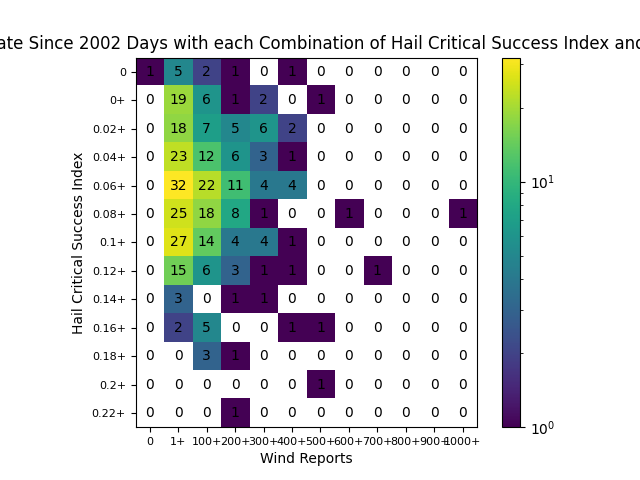 ate Since 2002 Days with each Combination of Hail Critical Success Index and
0 1 5 2 1 0 1 0 0 0 0 0 0
0+ 0 19 6 1 2 0 1 0 0 0 0 0
0.02+ 0 18 7 5 6 2 0 0 0 0 0 0
0.04+ 0 23 12 6 3 1 0 0 0 0 0 0
0.06+ 0 32 22 11 4 4 0 0 0 0 0 0
0.08+ 0 25 18 8 1 0 0 1 0 0 0 1
0.1+ 0 27 14 4 4 1 0 0 0 0 0 0
0.12+ 0 15 6 3 1 1 0 0 1 0 0 0
0.14+ 0 3 0 1 1 0 0 0 0 0 0 0
0.16+ 0 2 5 0 0 1 1 0 0 0 0 0
0.18+ 0 0 3 1 0 0 0 0 0 0 0 0
0.2+ 0 0 0 0 0 0 1 0 0 0 0 0
0.22+ 0 0 0 1 0 0 0 0 0 0 0 0
0 1+ 100+ 200+ 300+ 400+ 500+ 600+ 700+ 800+ 900+ 1000+
Wind Reports
Hail Critical Success Index
10¹
10⁰